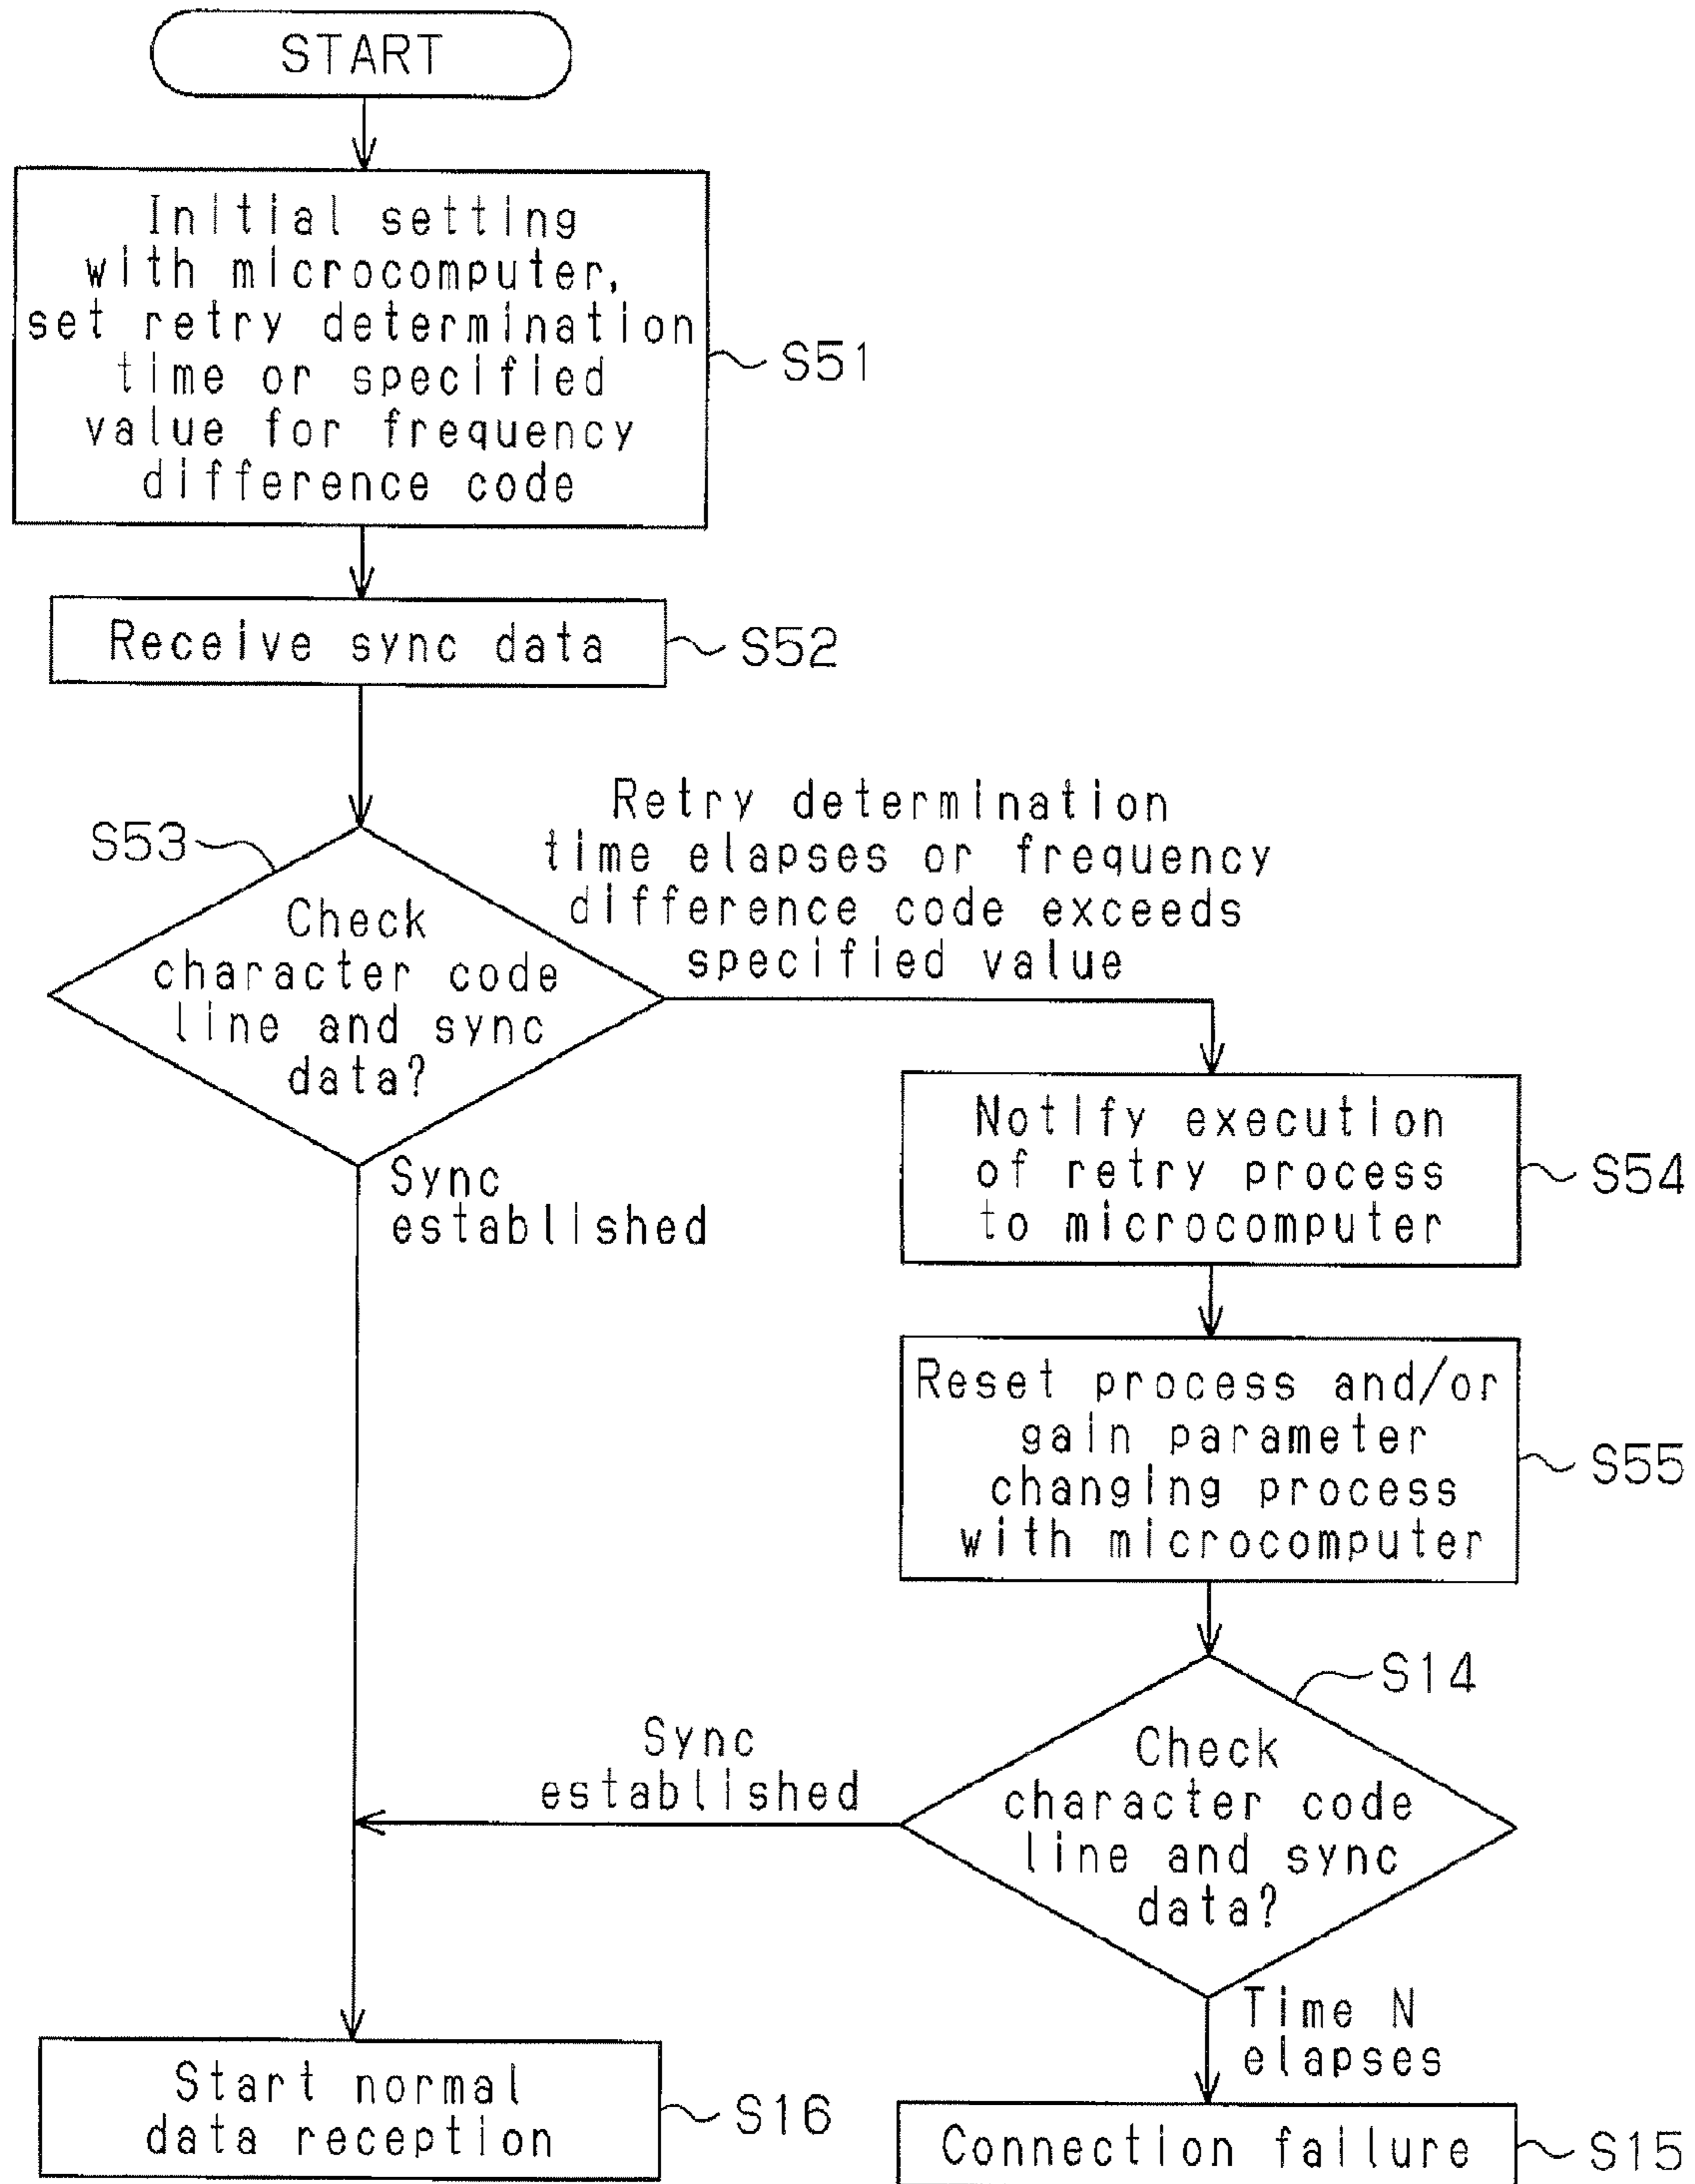 START
Initial setting
with microcomputer,
set retry determination
time or specified
value for frequency
difference code
S51
Receive sync data
S52
S53
Check
character code
line and sync
data?
Retry determination
time elapses or frequency
difference code exceeds
specified value
Sync
established
Notify execution
of retry process
to microcomputer
S54
Reset process and/or
gain parameter
changing process
with microcomputer
S55
S14
Check
character code
line and sync
data?
Sync
established
Time N
elapses
Start normal
data reception
S16
Connection failure
S15